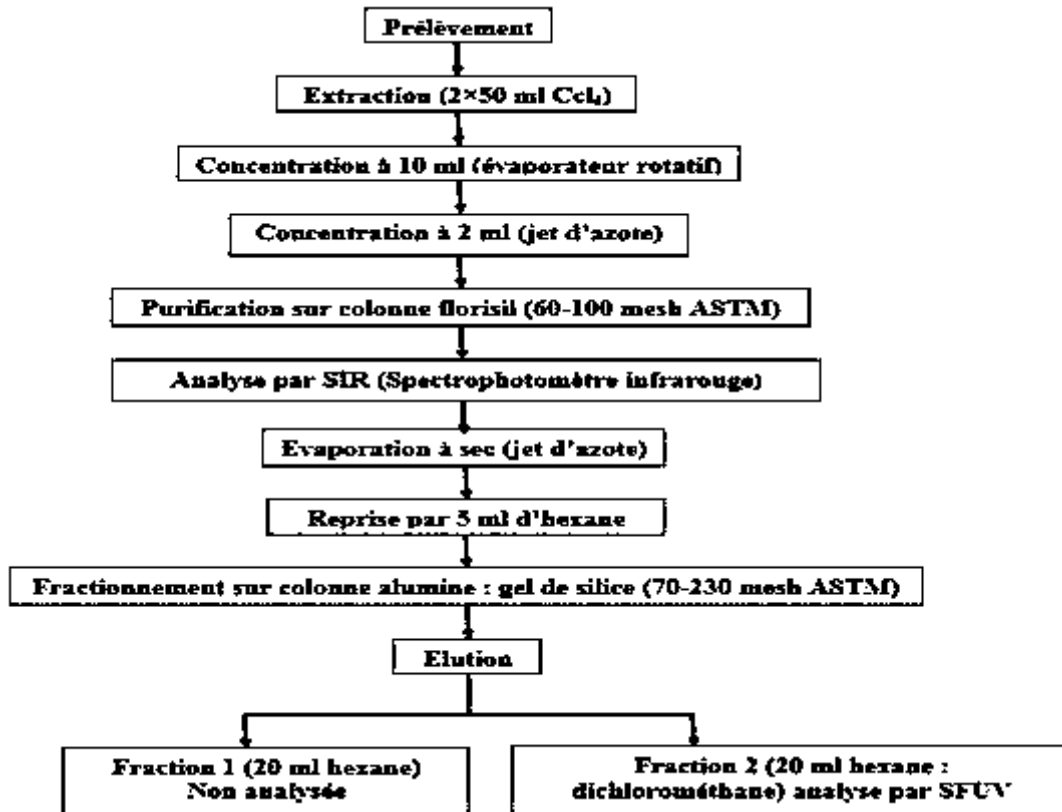 Prélèvement
Extraction (2×50 ml Ccl₄)
Concentration à 10 ml (évaporateur rotatif)
Concentration à 2 ml (jet d'azote)
Purification sur colonne florisil (60-100 mesh ASTM)
Analyse par SIR (Spectrophotomètre infrarouge)
Evaporation à sec (jet d'azote)
Reprise par 5 ml d'hexane
Fractionnement sur colonne alumine : gel de silice (70-230 mesh ASTM)
Elution
Fraction 1 (20 ml hexane)
Non analysée
Fraction 2 (20 ml hexane :
dichlorométhane) analyse par SFUV